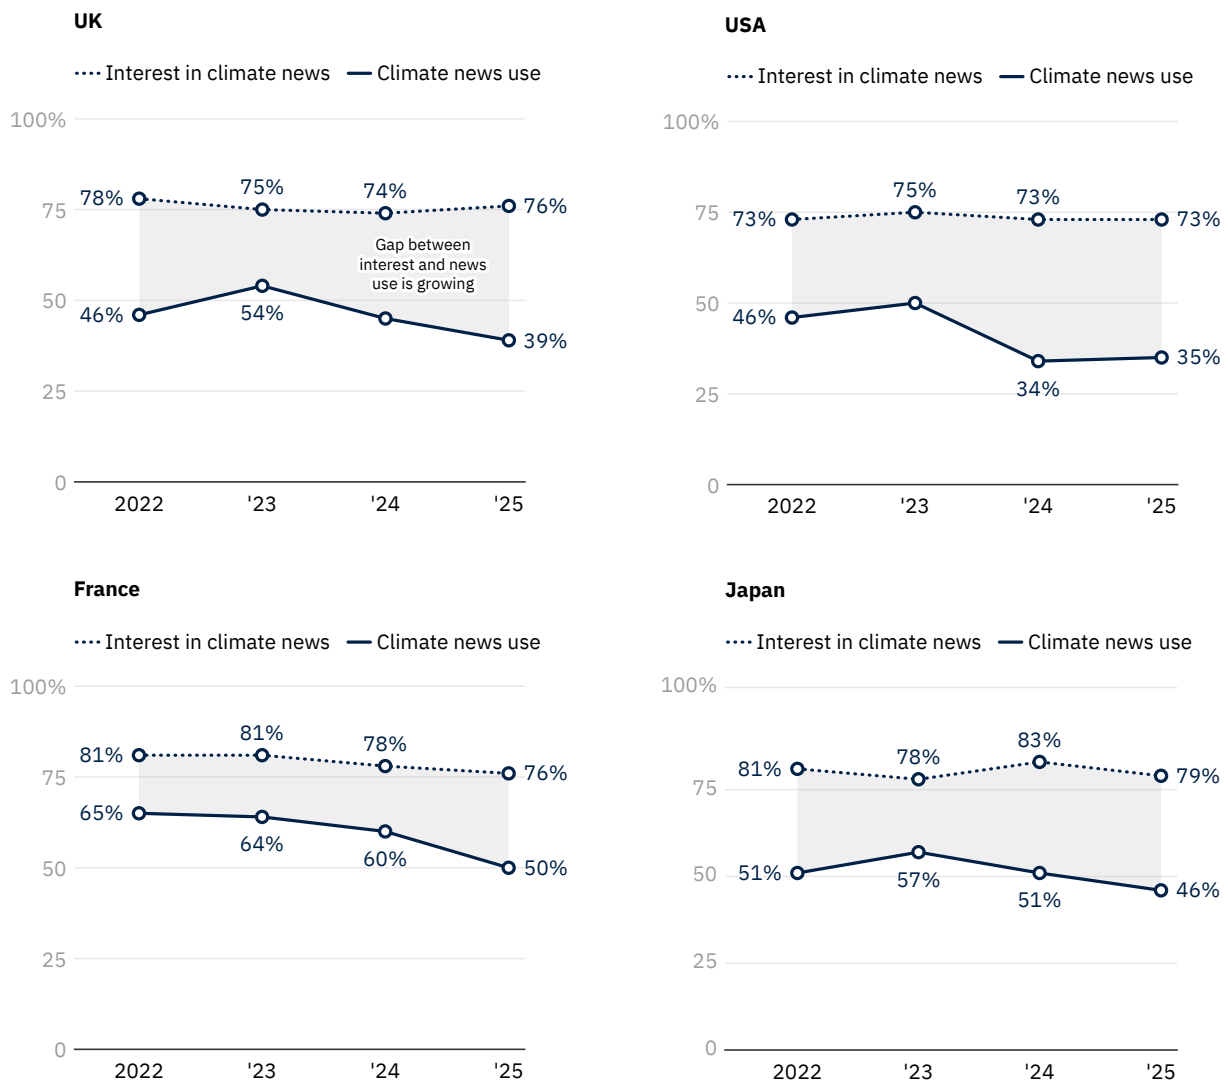 UK
Interest in climate news Climate news use
100%
78% 75% 74% 76%
75
Gap between
interest and news
use is growing
50
46% 54% 39%
25
0
2022 '23 '24 '25
USA
Interest in climate news Climate news use
100%
75% 73%
75
73% 73%
50
46% 34% 35%
25
0
2022 '23 '24 '25
France
Interest in climate news Climate news use
100%
81% 81% 78% 76%
75
65% 64% 60% 50%
50
25
0
2022 '23 '24 '25
Japan
Interest in climate news Climate news use
100%
81% 78% 83% 79%
75
50
51% 57% 51% 46%
25
0
2022 '23 '24 '25